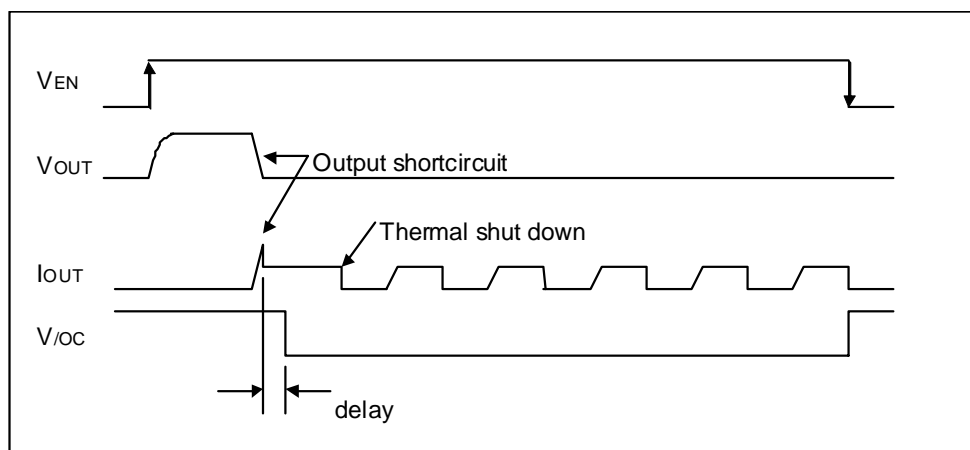 VEN
VOUT
Output shortcircuit
Thermal shut down
IOUT
V/OC
delay